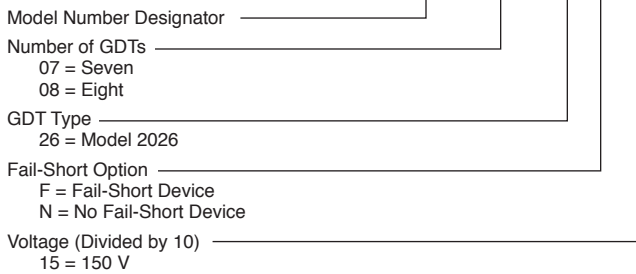 Model Number Designator
Number of GDTs
07 = Seven
08 = Eight
GDT Type
26 = Model 2026
Fail-Short Option
F = Fail-Short Device
N = No Fail-Short Device
Voltage (Divided by 10)
15 = 150 V